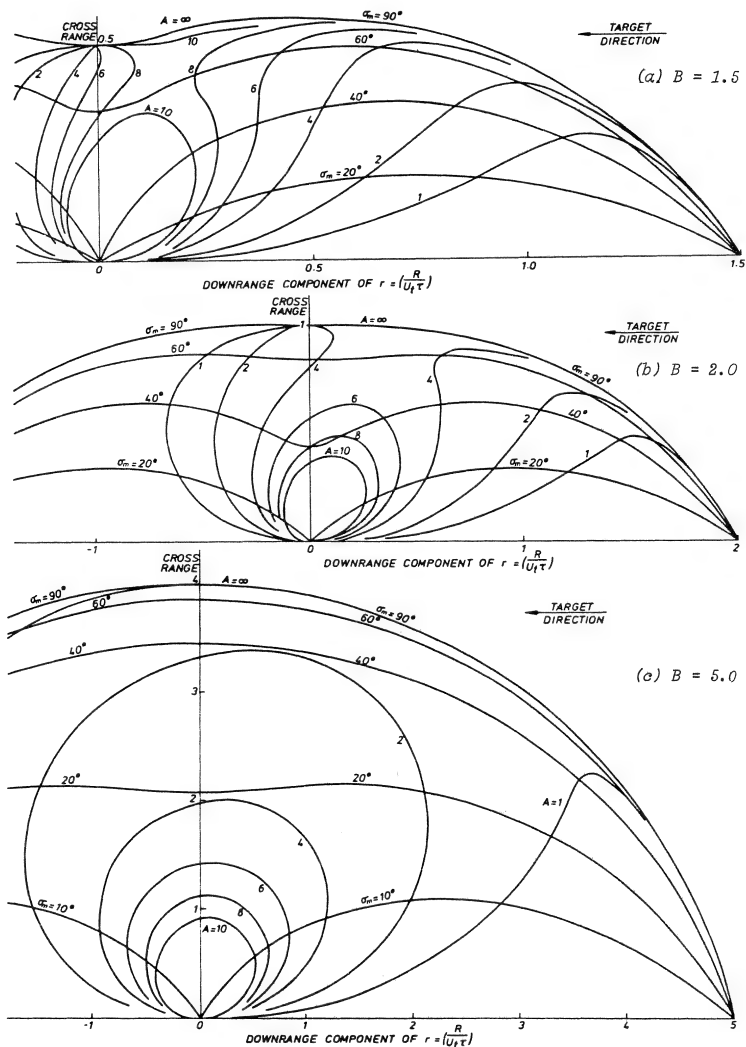 CROSS RANGE
0.5
A = ∞
σm = 90°
10
60°
TARGET DIRECTION
(a) B = 1.5
2
4
6
8
8
6
4
40°
A = 10
2
σm = 20°
1
0
0.5
1.0
1.5
DOWNRANGE COMPONENT OF r = (R/Utτ)
CROSS RANGE
1
A = ∞
σm = 90°
60°
TARGET DIRECTION
(b) B = 2.0
1
2
4
4
σm = 90°
40°
6
2
40°
8
A = 10
σm = 20°
σm = 20°
1
-1
0
1
2
DOWNRANGE COMPONENT OF r = (R/Utτ)
CROSS RANGE
4
A = ∞
σm = 90°
60°
σm = 90°
60°
TARGET DIRECTION
40°
40°
(c) B = 5.0
3
2
20°
20°
2
A = 1
4
6
σm = 10°
1
8
σm = 10°
A = 10
-1
0
1
2
3
4
5
DOWNRANGE COMPONENT OF r = (R/Utτ)